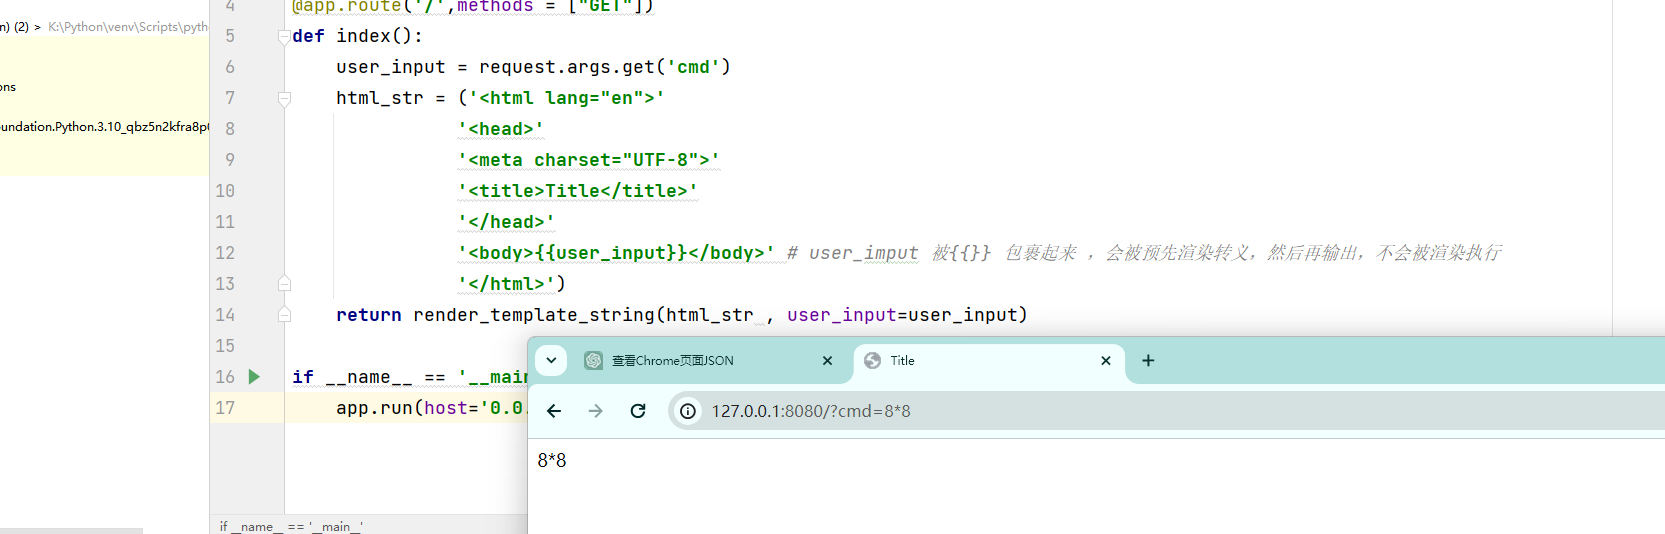 4 @app.route('/',methods = ["GET"])
n) (2) > K:\Python\venv\Scripts\pyth
5 def index():
6 user_input = request.args.get('cmd')
ons
7 html_str = ('<html lang="en">'
undation.Python.3.10_qbz5n2kfra8p
8 '<head>'
9 '<meta charset="UTF-8">'
10 '<title>Title</title>'
11 '</head>'
12 '<body>{{user_input}}</body>' # user_imput 被{{}} 包裹起来 ，会被预先渲染转义，然后再输出，不会被渲染执行
13 '</html>')
14 return render_template_string(html_str , user_input=user_input)
15
16 if __name__ == '__main
17 app.run(host='0.0.
查看Chrome页面JSON
Title
127.0.0.1:8080/?cmd=8*8
8*8
if __name__ == '__main__'